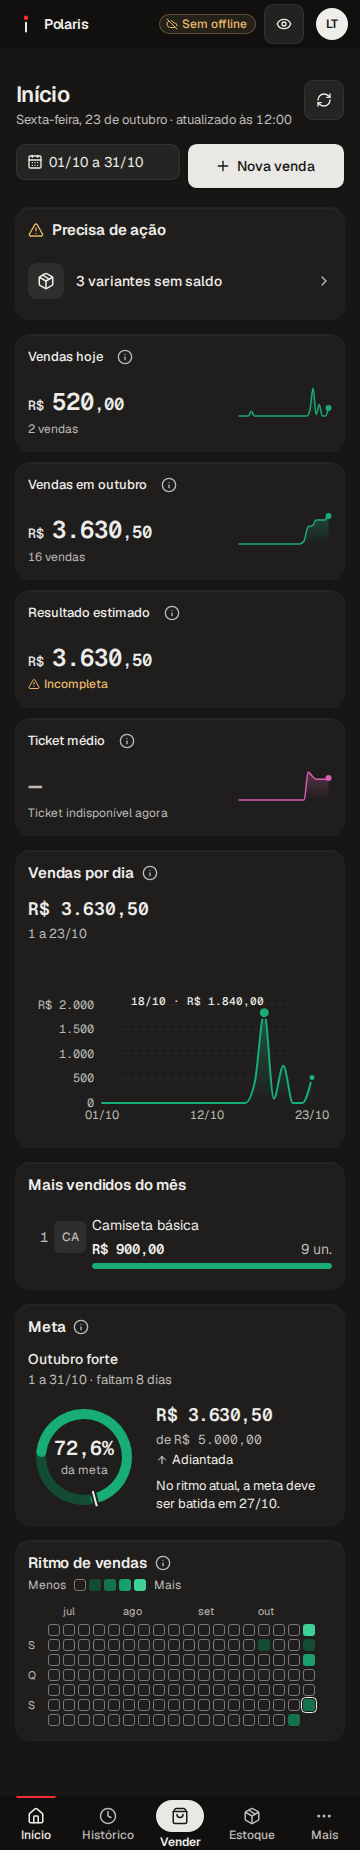 Polaris
Sem offline
LT
Início
Sexta-feira, 23 de outubro · atualizado às 12:00
01/10 a 31/10
Nova venda
Precisa de ação
3 variantes sem saldo
Vendas hoje
R$ 520,00
2 vendas
Vendas em outubro
R$ 3.630,50
16 vendas
Resultado estimado
R$ 3.630,50
Incompleta
Ticket médio
—
Ticket indisponível agora
Vendas por dia
R$ 3.630,50
1 a 23/10
18/10 · R$ 1.840,00
R$ 2.000
1.500
1.000
500
0
01/10 12/10 23/10
Mais vendidos do mês
1 CA Camiseta básica
R$ 900,00 9 un.
Meta
Outubro forte
1 a 31/10 · faltam 8 dias
72,6%
da meta
R$ 3.630,50
de R$ 5.000,00
Adiantada
No ritmo atual, a meta deve
ser batida em 27/10.
Ritmo de vendas
Menos Mais
jul ago set out
S
Q
S
Início Histórico Vender Estoque Mais